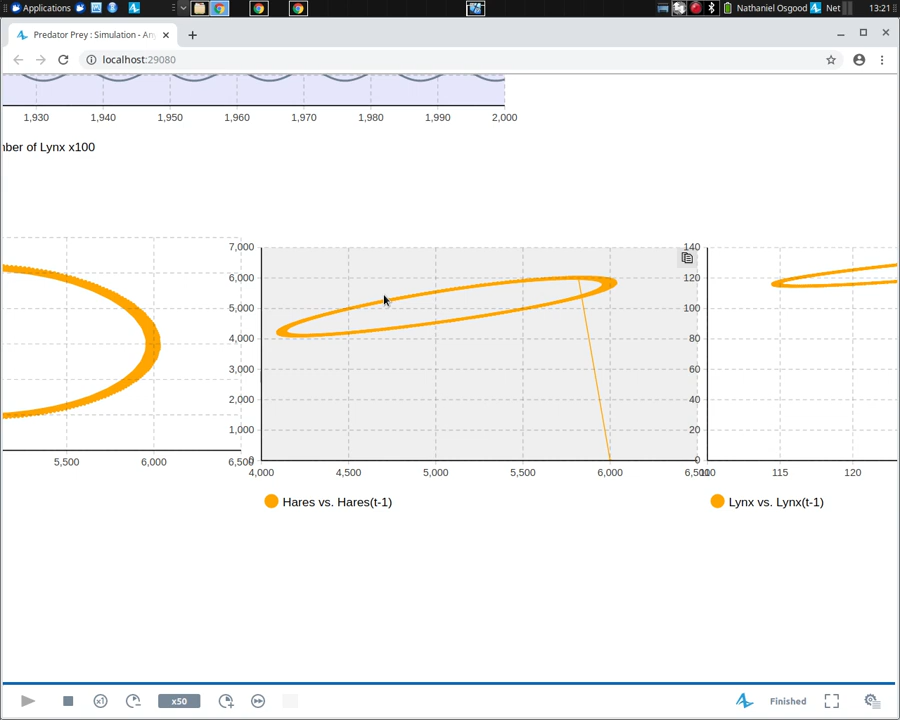 Applications
Nathaniel Osgood
Net
13:21
Predator Prey : Simulation - An
localhost:29080
1,930 1,940 1,950 1,960 1,970 1,980 1,990 2,000
nber of Lynx x100
7,000
6,000
5,000
4,000
3,000
2,000
1,000
0
140
120
100
80
60
40
20
0
5,500 6,000 6,500
4,000 4,500 5,000 5,500 6,000 6,500
110 115 120
Hares vs. Hares(t-1)
Lynx vs. Lynx(t-1)
x1
x50
Finished